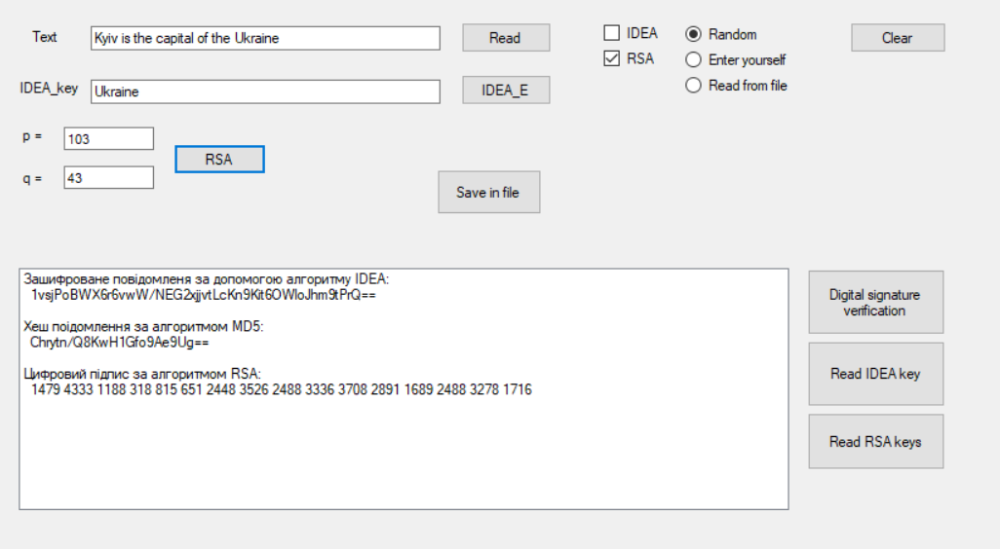 Text
Kyiv is the capital of the Ukraine
Read
IDEA
Random
Clear
RSA
Enter yourself
IDEA_key
Ukraine
IDEA_E
Read from file
p =
103
RSA
q =
43
Save in file
Зашифроване повідомленя за допомогою алгоритму IDEA:
1vsjPoBWX6r6vwW/NEG2xjjvtLcKn9Kit6OWloJhm9tPrQ==
Хеш поідомлення за алгоритмом MD5:
Chrytn/Q8KwH1Gfo9Ae9Ug==
Цифровий підпис за алгоритмом RSA:
1479 4333 1188 318 815 651 2448 3526 2488 3336 3708 2891 1689 2488 3278 1716
Digital signature
verification
Read IDEA key
Read RSA keys